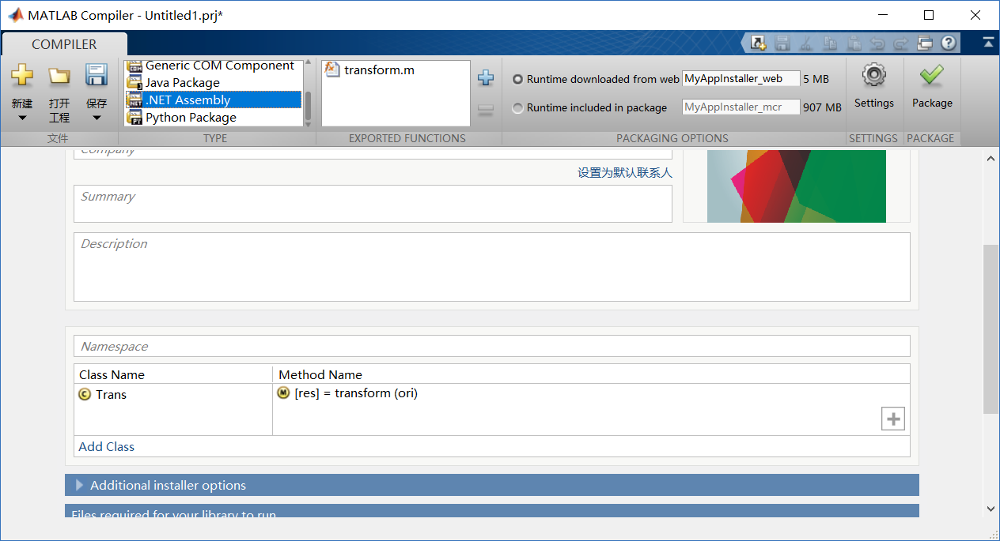 MATLAB Compiler - Untitled1.prj*
COMPILER
新建
打开
工程
保存
文件
Generic COM Component
Java Package
.NET Assembly
Python Package
TYPE
transform.m
EXPORTED FUNCTIONS
Runtime downloaded from web MyAppInstaller_web 5 MB
Runtime included in package MyAppInstaller_mcr 907 MB
PACKAGING OPTIONS
Settings
SETTINGS
Package
PACKAGE
Company
设置为默认联系人
Summary
Description
Namespace
Class Name Method Name
Trans [res] = transform (ori)
Add Class
Additional installer options
Files required for your library to run